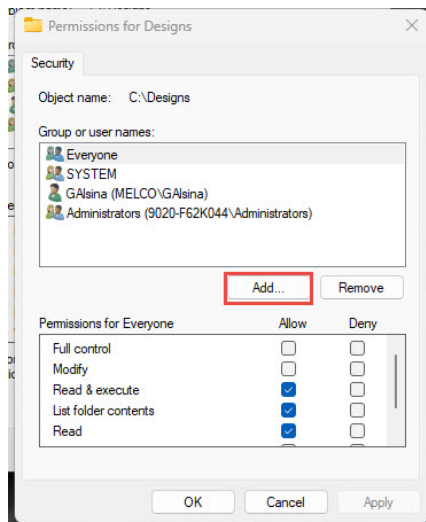 Permissions for Designs
Security
Object name: C:\Designs
Group or user names:
Everyone
SYSTEM
GAlsina (MELCO\GAlsina)
Administrators (9020-F62K044\Administrators)
Add...
Remove
Permissions for Everyone Allow Deny
Full control
Modify
Read & execute
List folder contents
Read
OK Cancel Apply